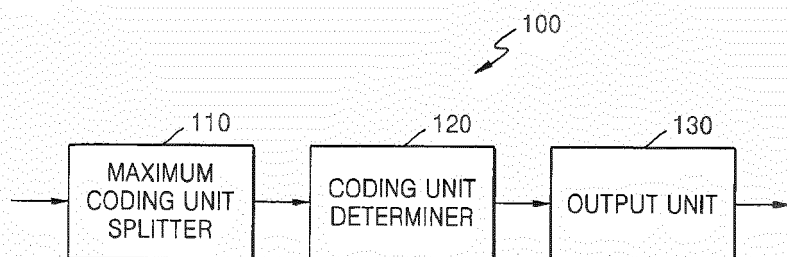 100
110
120
130
MAXIMUM
CODING UNIT
SPLITTER
CODING UNIT
DETERMINER
OUTPUT UNIT